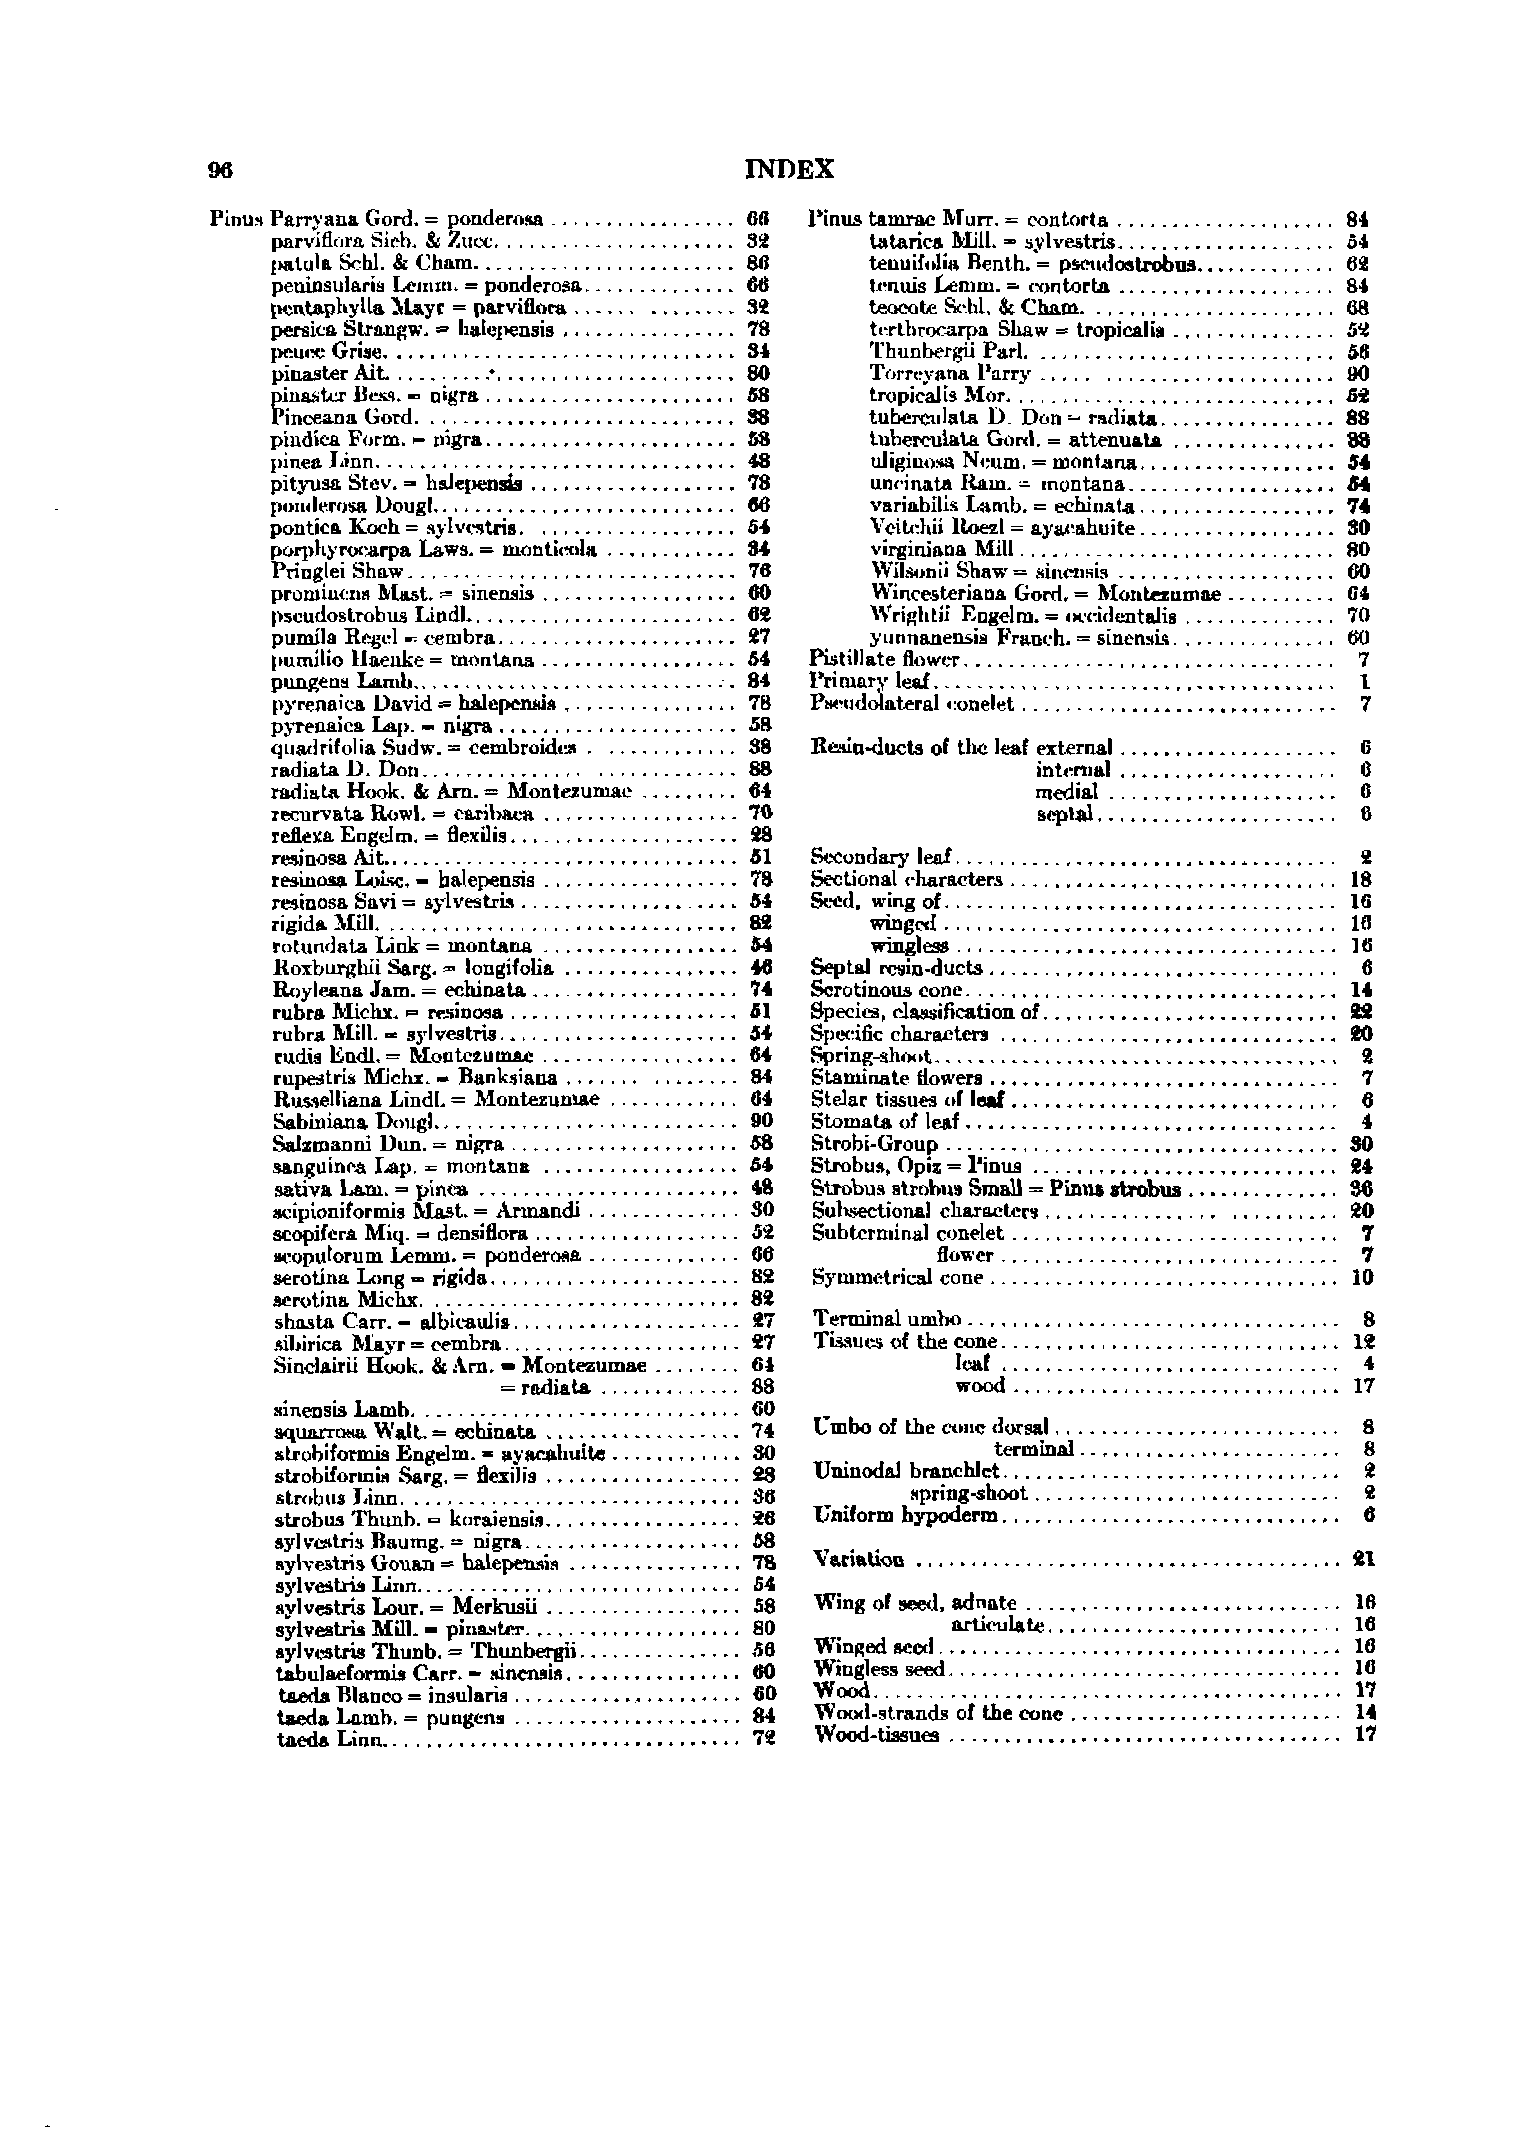 96 INDEX
Pinus Parryana Gord. = ponderosa ................. 66
parviflora Sieb. & Zucc. ..................... 32
patula Schl. & Cham. ....................... 86
peninsularis Lemm. = ponderosa .............. 66
pentaphylla Mayr = parviflora ...... ........ 32
persica Strangw. = halepensis ................ 78
peuce Grise. ................................ 34
pinaster Ait. ............................... 80
pinaster Bess. = nigra ....................... 58
Pinceana Gord. ............................. 38
pindica Form. = nigra ....................... 58
pinea Linn. ................................ 48
pityusa Stev. = halepensis ................... 78
ponderosa Dougl. ........................... 66
pontica Koch = sylvestris. .................. 54
porphyrocarpa Laws. = monticola ............ 34
Pringlei Shaw .............................. 76
prominens Mast. = sinensis .................. 60
pseudostrobus Lindl. ........................ 62
pumila Regel = cembra ...................... 27
pumilio Haenke = montana .................. 54
pungens Lamb. ............................. 84
pyrenaica David = halepensis ................ 78
pyrenaica Lap. = nigra ...................... 58
quadrifolia Sudw. = cembroides . ............ 38
radiata D. Don ............... ............. 88
radiata Hook. & Arn. = Montezumae ......... 64
recurvata Rowl. = caribaea .................. 70
reflexa Engelm. = flexilis ..................... 28
resinosa Ait. ................................ 51
resinosa Loisc. = halepensis .................. 78
resinosa Savi = sylvestris .................... 54
rigida Mill. ................................. 82
rotundata Link = montana .................. 54
Roxburghii Sarg. = longifolia ................ 46
Royleana Jam. = echinata ................... 74
rubra Michx. = resinosa ..................... 51
rubra Mill. = sylvestris ...................... 54
rudis Endl. = Montezumae .................. 64
rupestris Michx. = Banksiana ....... ........ 84
Russelliana Lindl. = Montezumae ............ 64
Sabiniana Dougl. ........................... 90
Salzmanni Dun. = nigra ..................... 58
sanguinea Lap. = montana .................. 54
sativa Lam. = pinea ........................ 48
scipioniformis Mast. = Armandi .............. 30
scopifera Miq. = densiflora ................... 52
scopulorum Lemm. = ponderosa .............. 66
serotina Long = rigida ....................... 82
serotina Michx. ............................ 82
shasta Carr. = albicaulis ..................... 27
sibirica Mayr = cembra ...................... 27
Sinclairii Hook. & Arn. = Montezumae ........ 64
= radiata ............. 88
sinensis Lamb. ............................. 60
squarrosa Walt. = echinata .................. 74
strobiformis Engelm. = ayacahuite ............ 30
strobiformis Sarg. = flexilis .................. 28
strobus Linn. .............................. 36
strobus Thunb. = koraiensis .................. 26
sylvestris Baumg. = nigra .................... 58
sylvestris Gouan = halepensis ................ 78
sylvestris Linn. ............................. 54
sylvestris Lour. = Merkusii .................. 58
sylvestris Mill. = pinaster .................... 80
sylvestris Thunb. = Thunbergii ............... 56
tabulaeformis Carr. = sinensis ................ 60
taeda Blanco = insularis ..................... 60
taeda Lamb. = pungens ..................... 84
taeda Linn. ................................ 72
Pinus tamrac Murr. = contorta .................... 84
tatarica Mill. = sylvestris .................... 54
tenuifolia Benth. = pseudostrobus ............. 62
tenuis Lemm. = contorta .................... 84
teocote Schl. & Cham. ....................... 68
terthrocarpa Shaw = tropicalis ............... 52
Thunbergii Parl. ........................... 56
Torreyana Parry ..... ..................... 90
tropicalis Mor. ............................. 52
tuberculata D. Don = radiata ................ 88
tuberculata Gord. = attenuata ............... 88
uliginosa Neum. = montana .................. 54
uncinata Ram. = montana ................... 54
variabilis Lamb. = echinata .................. 74
Veitchii Roezl = ayacahuite .................. 30
virginiana Mill ............................. 80
Wilsonii Shaw = sinensis .................... 60
Wincesteriana Gord. = Montezumae .......... 64
Wrightii Engelm. = occidentalis .............. 70
yunnanensis Franch. = sinensis ............... 60
Pistillate flower .................................. 7
Primary leaf ..................................... 1
Pseudolateral conelet ............................. 7
Resin-ducts of the leaf external .................... 6
internal .................... 6
medial ..................... 6
septal ...................... 6
Secondary leaf ................................... 2
Sectional characters .............................. 18
Seed, wing of .................................... 16
winged .................................... 16
wingless ................................... 16
Septal resin-ducts ................................ 6
Serotinous cone .................................. 14
Species, classification of ........................... 22
Specific characters ............................... 20
Spring-shoot ..................................... 2
Staminate flowers ................................ 7
Stelar tissues of leaf .............................. 6
Stomata of leaf .................................. 4
Strobi-Group .................................... 30
Strobus, Opiz = Pinus ............................ 24
Strobus strobus Small = Pinus strobus .............. 36
Subsectional characters ................ .......... 20
Subterminal conelet .............................. 7
flower ............................... 7
Symmetrical cone ................................ 10
Terminal umbo .................................. 8
Tissues of the cone ............................... 12
leaf ............................... 4
wood .............................. 17
Umbo of the cone dorsal .......................... 8
terminal ........................ 8
Uninodal branchlet ............................... 2
spring-shoot ............................ 2
Uniform hypoderm ............................... 6
Variation ....................................... 21
Wing of seed, adnate ............................. 16
articulate ........................... 16
Winged seed ..................................... 16
Wingless seed .................................... 16
Wood ........................................... 17
Wood-strands of the cone ......................... 14
Wood-tissues .................................... 17